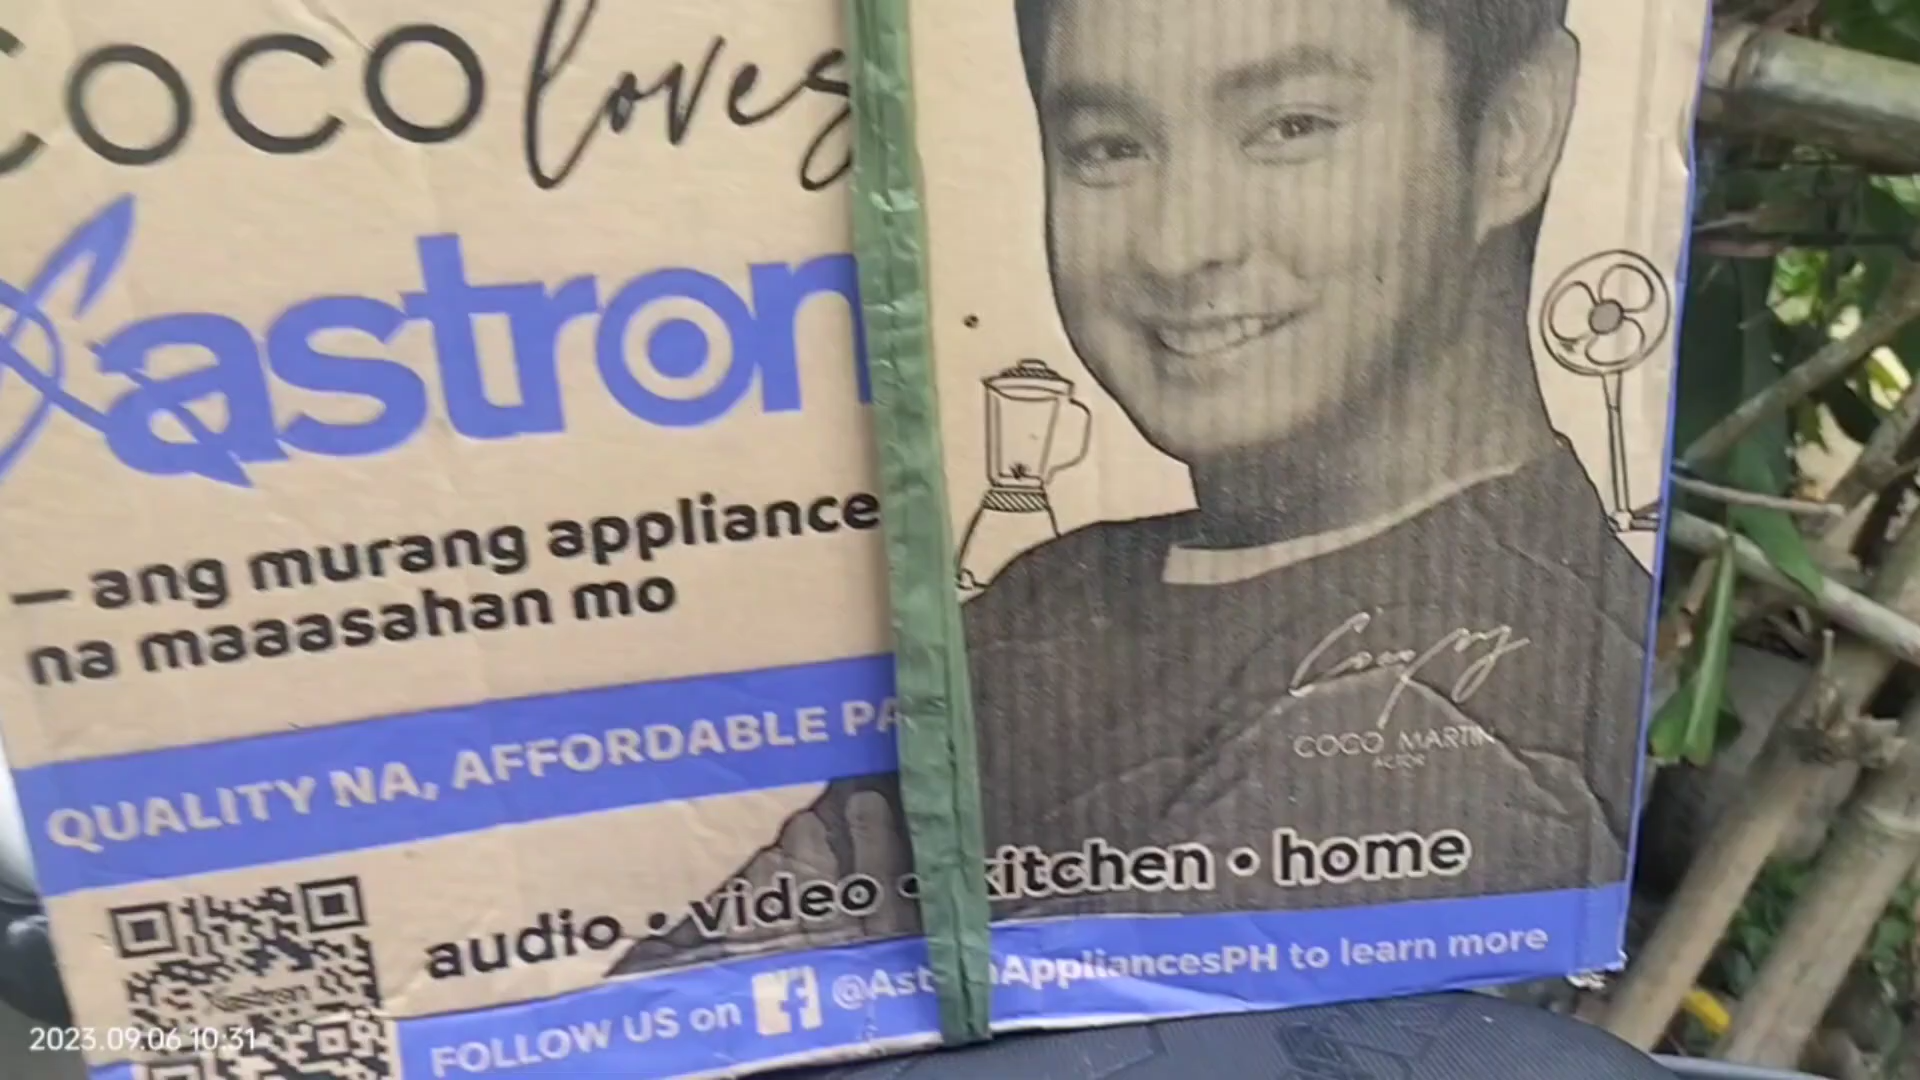 coco loves
astron
— ang murang appliance
na maaasahan mo
QUALITY NA, AFFORDABLE PA
audio • video • kitchen • home
FOLLOW US on @AstronAppliancesPH to learn more
COCO MARTIN
ACTOR
astron
2023.09.06 10:31